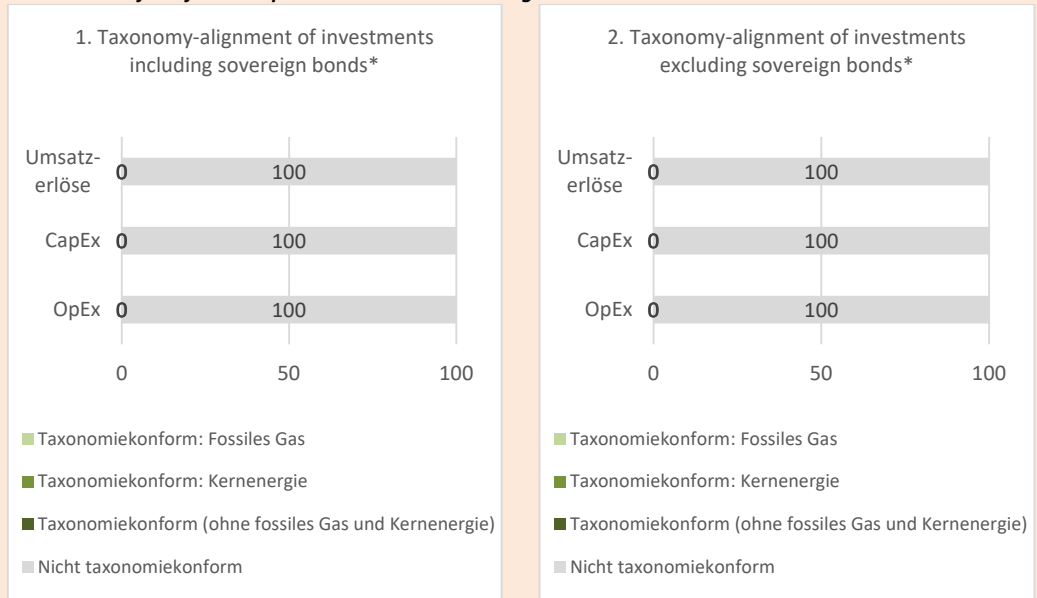 1. Taxonomy-alignment of investments
including sovereign bonds*
Umsatz-
erlöse
0 100
CapEx 0 100
OpEx 0 100
0 50 100
Taxonomiekonform: Fossiles Gas
Taxonomiekonform: Kernenergie
Taxonomiekonform (ohne fossiles Gas und Kernenergie)
Nicht taxonomiekonform
2. Taxonomy-alignment of investments
excluding sovereign bonds*
Umsatz-
erlöse
0 100
CapEx 0 100
OpEx 0 100
0 50 100
Taxonomiekonform: Fossiles Gas
Taxonomiekonform: Kernenergie
Taxonomiekonform (ohne fossiles Gas und Kernenergie)
Nicht taxonomiekonform